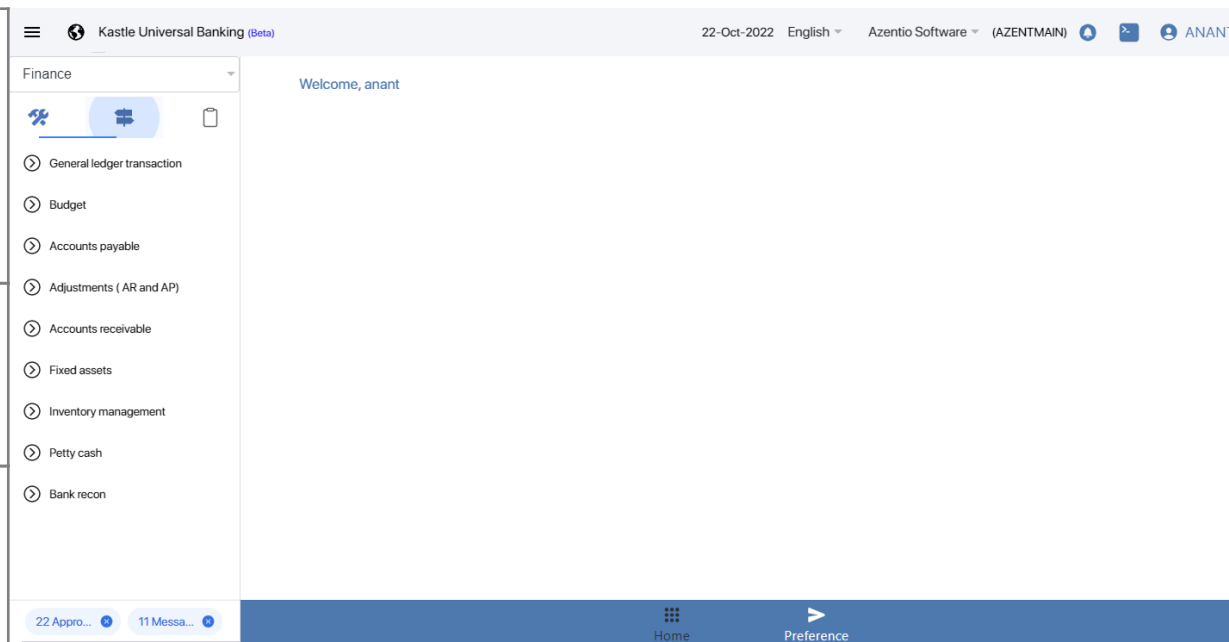 Kastle Universal Banking (Beta)
22-Oct-2022 English Azentio Software (AZENTMAIN) ANANT
Finance
Welcome, anant
General ledger transaction
Budget
Accounts payable
Adjustments ( AR and AP)
Accounts receivable
Fixed assets
Inventory management
Petty cash
Bank recon
22 Appro... 11 Messa...
Home Preference